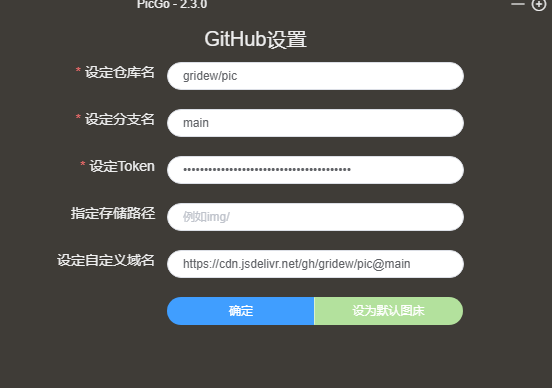 PicGo - 2.3.0
GitHub设置
* 设定仓库名 gridew/pic
* 设定分支名 main
* 设定Token ••••••••••••••••••••••••••••••••••••••••
指定存储路径 例如img/
设定自定义域名 https://cdn.jsdelivr.net/gh/gridew/pic@main
确定 设为默认图床